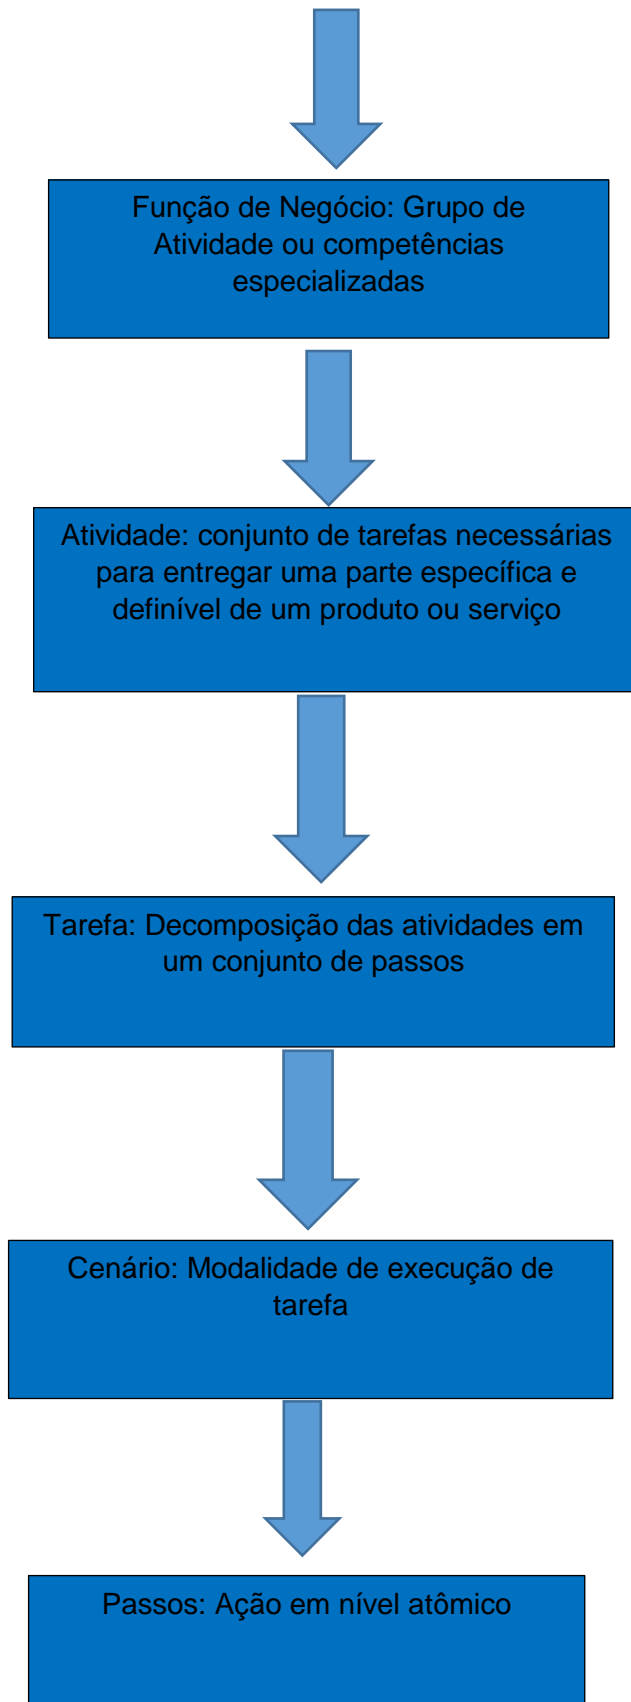 Função de Negócio: Grupo de
Atividade ou competências
especializadas
Atividade: conjunto de tarefas necessárias
para entregar uma parte específica e
definível de um produto ou serviço
Tarefa: Decomposição das atividades em
um conjunto de passos
Cenário: Modalidade de execução de
tarefa
Passos: Ação em nível atômico